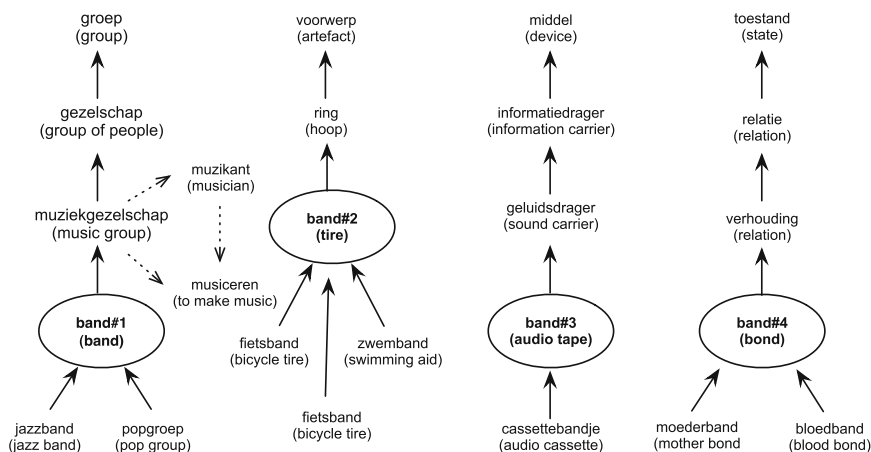 groep
(group)
gezelschap
(group of people)
muziekgezelschap
(music group)
muzikant
(musician)
musiceren
(to make music)
band#1
(band)
jazzband
(jazz band)
popgroep
(pop group)
voorwerp
(artefact)
ring
(hoop)
band#2
(tire)
fietsband
(bicycle tire)
zwemband
(swimming aid)
fietsband
(bicycle tire)
middel
(device)
informatiedrager
(information carrier)
geluidsdrager
(sound carrier)
band#3
(audio tape)
cassettebandje
(audio cassette)
toestand
(state)
relatie
(relation)
verhouding
(relation)
band#4
(bond)
moederband
(mother bond
bloedband
(blood bond)